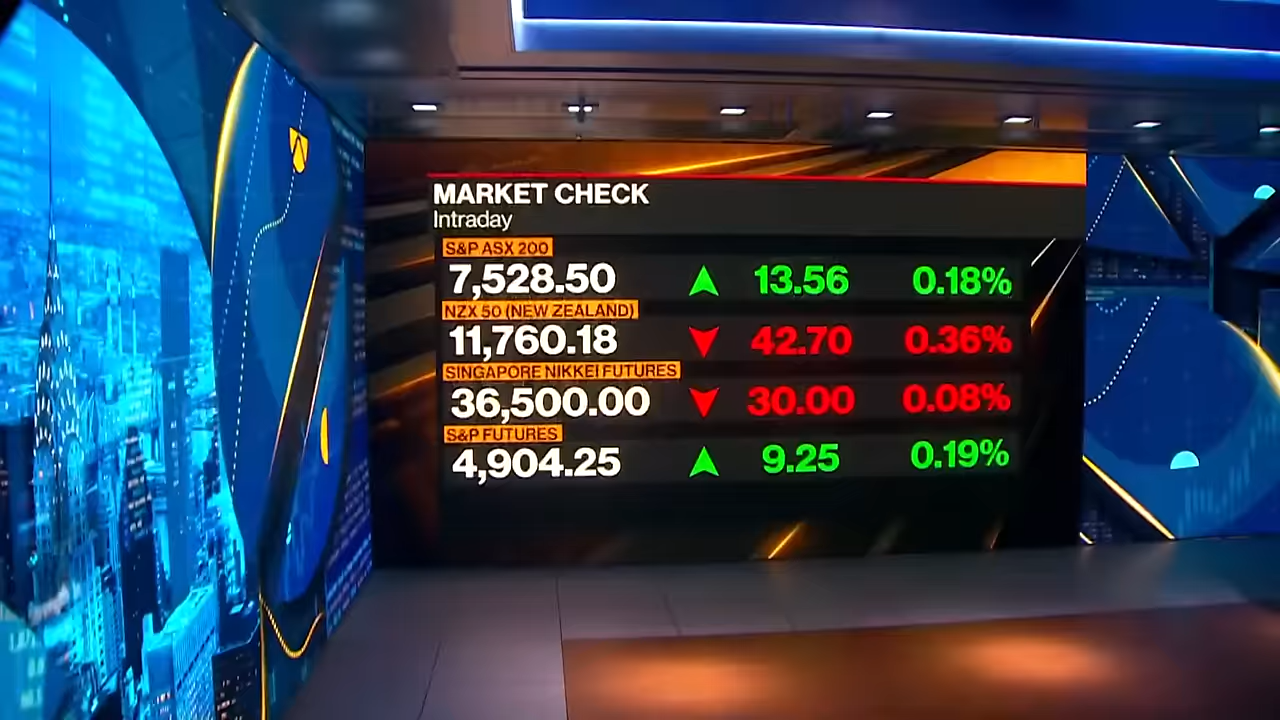 MARKET CHECK
Intraday
S&P ASX 200
7,528.50 ▲ 13.56 0.18%
NZX 50 (NEW ZEALAND)
11,760.18 ▼ 42.70 0.36%
SINGAPORE NIKKEI FUTURES
36,500.00 ▼ 30.00 0.08%
S&P FUTURES
4,904.25 ▲ 9.25 0.19%